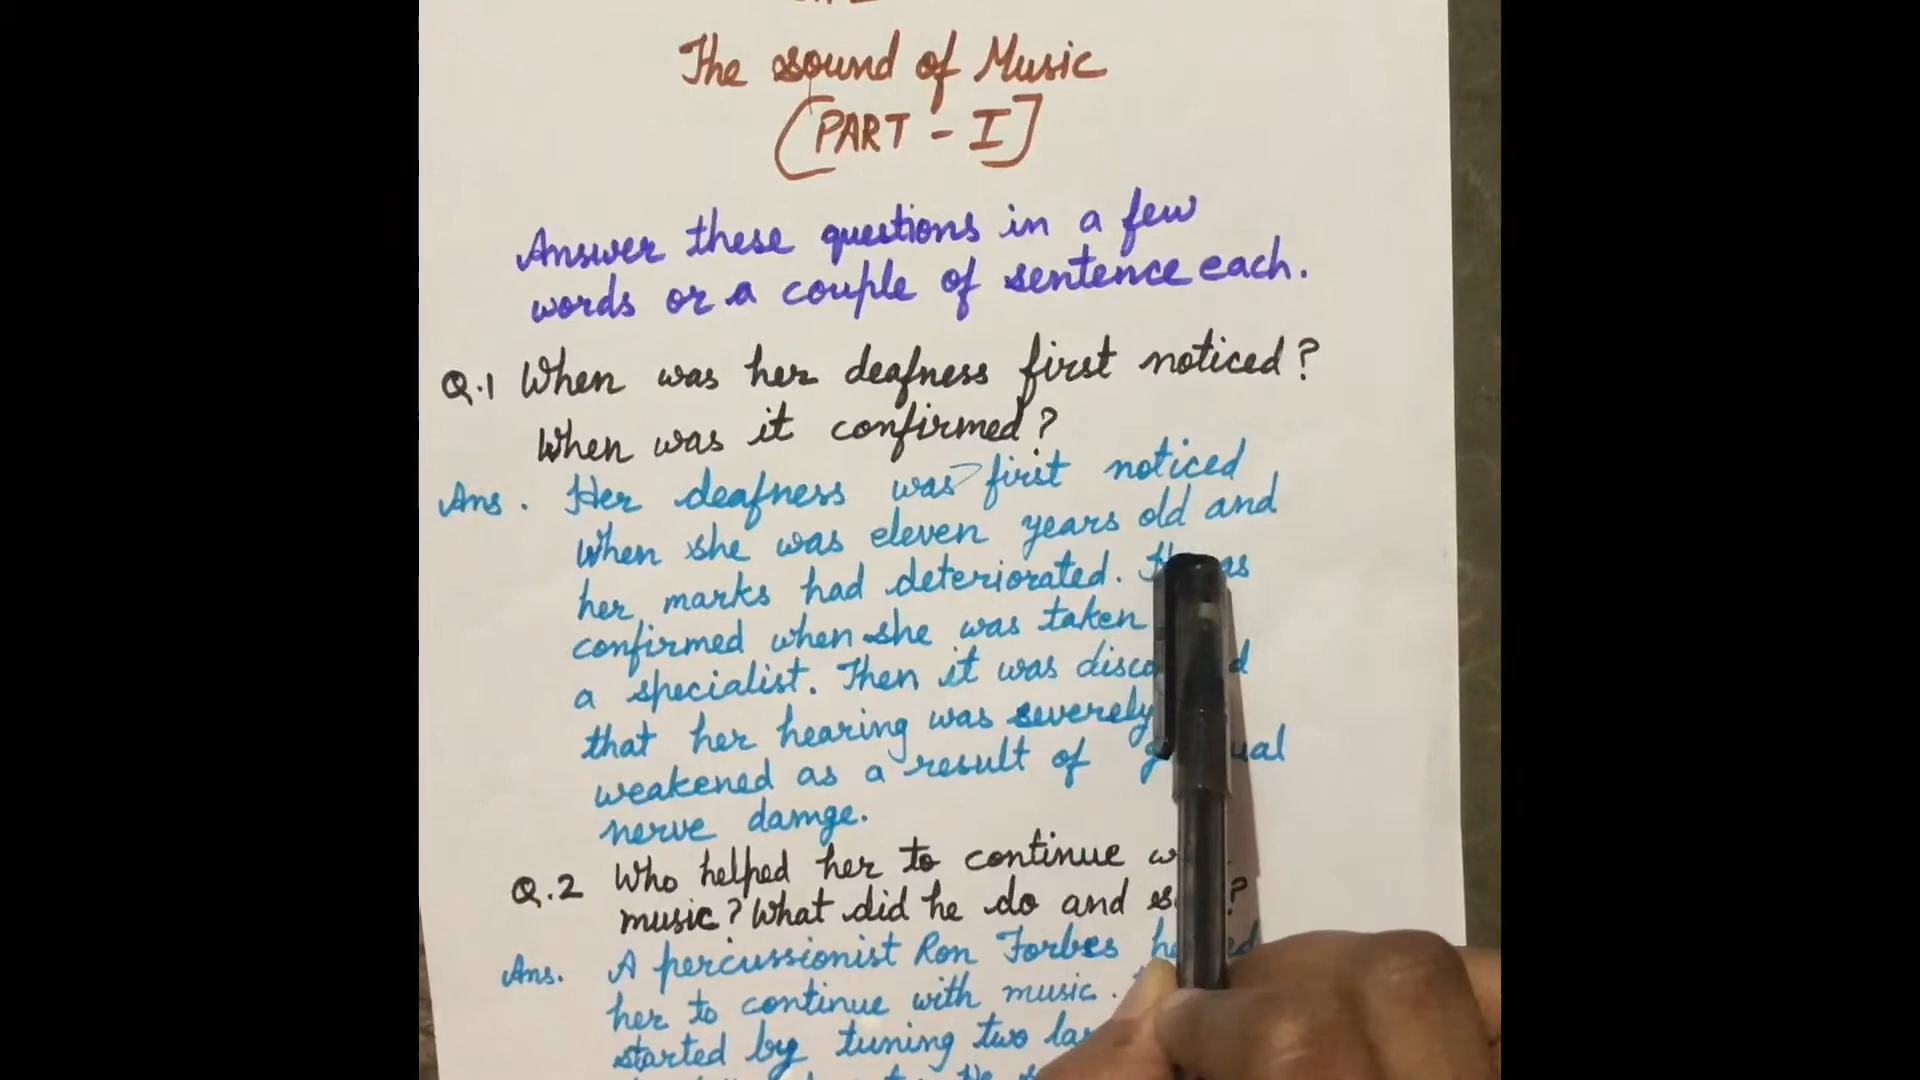 The sound of Music
(PART - I]
Answer these questions in a few
words or a couple of sentence each.
Q.1 When was her deafness first noticed?
When was it confirmed?
Ans. Her deafness was first noticed
when she was eleven years old and
her marks had deteriorated.
confirmed when she was taken
a specialist. Then it was
that her hearing was severely
weakened as a result of
nerve damge.
Q.2 Who helped her to continue
music? What did he do and
Ans. A percussionist Ron Forbes
her to continue with music.
started by tuning two